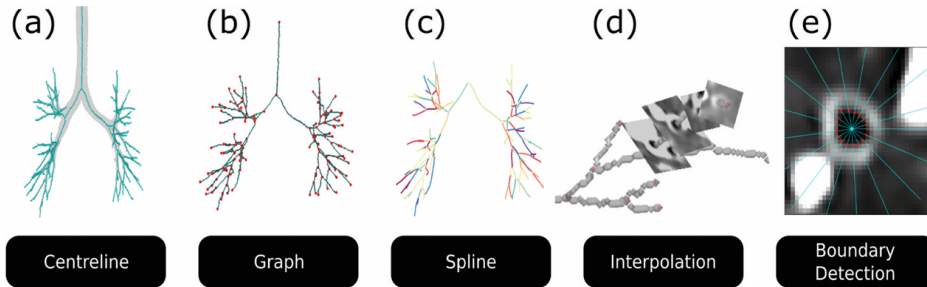 (a)
(b)
(c)
(d)
(e)
Centreline
Graph
Spline
Interpolation
Boundary
Detection